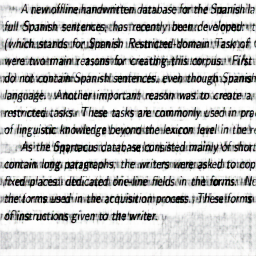 A new offline handwritten database for the Spanish la
full Spanish sentences, has recently been developed:
(which stands for Spanish Restricted-domain Task of C
were two main reasons for creating this corpus. First
do not contain Spanish sentences, even though Spanish
language. Another important reason was to create a
restricted tasks. These tasks are commonly used in pra
of linguistic knowledge beyond the lexicon level in the re
As the Spartacus database consisted mainly of short
contain long paragraphs, the writers were asked to cop
fixed places: dedicated one-line fields in the forms. Ne
the forms used in the acquisition process. These forms
of instructions given to the writer.